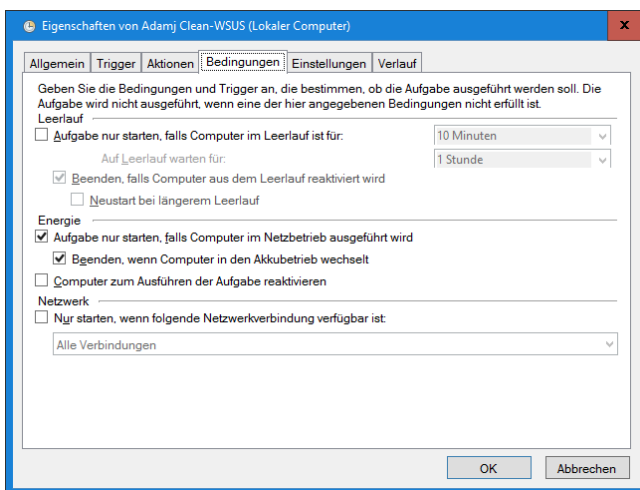 Eigenschaften von Adamj Clean-WSUS (Lokaler Computer)
x
Allgemein Trigger Aktionen Bedingungen Einstellungen Verlauf
Geben Sie die Bedingungen und Trigger an, die bestimmen, ob die Aufgabe ausgeführt werden soll. Die
Aufgabe wird nicht ausgeführt, wenn eine der hier angegebenen Bedingungen nicht erfüllt ist.
Leerlauf
Aufgabe nur starten, falls Computer im Leerlauf ist für: 10 Minuten
Auf Leerlauf warten für: 1 Stunde
Beenden, falls Computer aus dem Leerlauf reaktiviert wird
Neustart bei längerem Leerlauf
Energie
Aufgabe nur starten, falls Computer im Netzbetrieb ausgeführt wird
Beenden, wenn Computer in den Akkubetrieb wechselt
Computer zum Ausführen der Aufgabe reaktivieren
Netzwerk
Nur starten, wenn folgende Netzwerkverbindung verfügbar ist:
Alle Verbindungen
OK Abbrechen